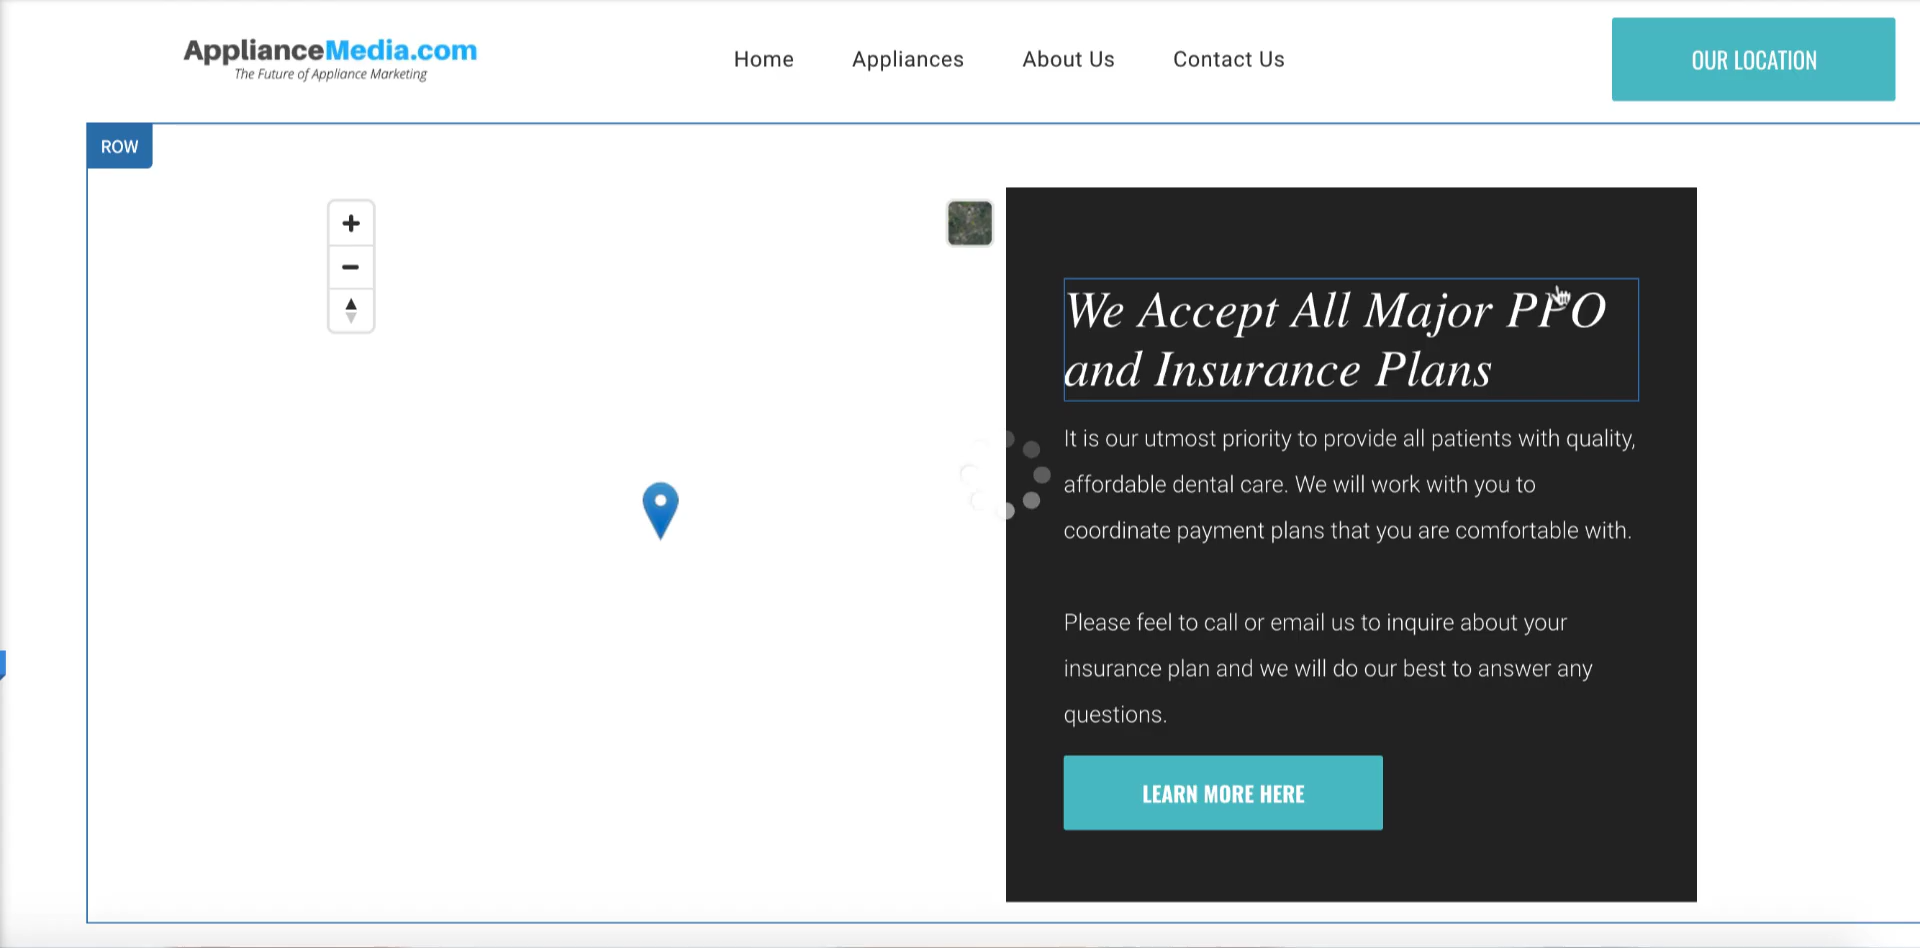 ApplianceMedia.com
The Future of Appliance Marketing
Home Appliances About Us Contact Us
OUR LOCATION
ROW
We Accept All Major PPO
and Insurance Plans
It is our utmost priority to provide all patients with quality,
affordable dental care. We will work with you to
coordinate payment plans that you are comfortable with.
Please feel to call or email us to inquire about your
insurance plan and we will do our best to answer any
questions.
LEARN MORE HERE